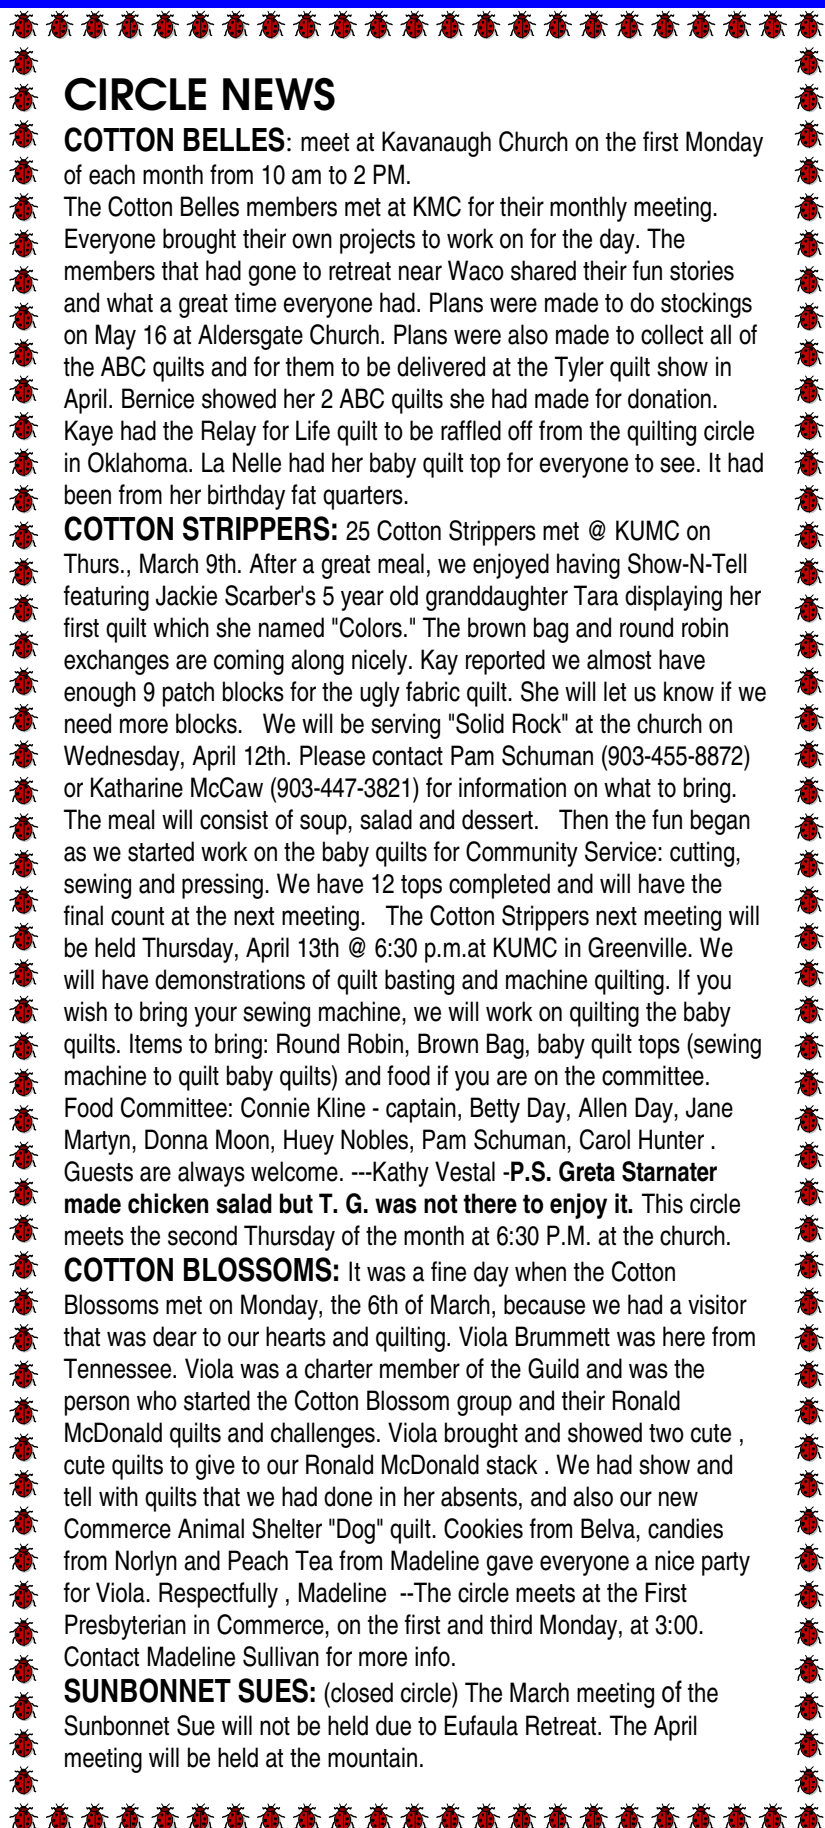 CIRCLE NEWS
COTTON BELLES: meet at Kavanaugh Church on the first Monday
of each month from 10 am to 2 PM.
The Cotton Belles members met at KMC for their monthly meeting.
Everyone brought their own projects to work on for the day. The
members that had gone to retreat near Waco shared their fun stories
and what a great time everyone had. Plans were made to do stockings
on May 16 at Aldersgate Church. Plans were also made to collect all of
the ABC quilts and for them to be delivered at the Tyler quilt show in
April. Bernice showed her 2 ABC quilts she had made for donation.
Kaye had the Relay for Life quilt to be raffled off from the quilting circle
in Oklahoma. La Nelle had her baby quilt top for everyone to see. It had
been from her birthday fat quarters.
COTTON STRIPPERS: 25 Cotton Strippers met @ KUMC on
Thurs., March 9th. After a great meal, we enjoyed having Show-N-Tell
featuring Jackie Scarber's 5 year old granddaughter Tara displaying her
first quilt which she named "Colors." The brown bag and round robin
exchanges are coming along nicely. Kay reported we almost have
enough 9 patch blocks for the ugly fabric quilt. She will let us know if we
need more blocks.   We will be serving "Solid Rock" at the church on
Wednesday, April 12th. Please contact Pam Schuman (903-455-8872)
or Katharine McCaw (903-447-3821) for information on what to bring.
The meal will consist of soup, salad and dessert.   Then the fun began
as we started work on the baby quilts for Community Service: cutting,
sewing and pressing. We have 12 tops completed and will have the
final count at the next meeting.   The Cotton Strippers next meeting will
be held Thursday, April 13th @ 6:30 p.m.at KUMC in Greenville. We
will have demonstrations of quilt basting and machine quilting. If you
wish to bring your sewing machine, we will work on quilting the baby
quilts. Items to bring: Round Robin, Brown Bag, baby quilt tops (sewing
machine to quilt baby quilts) and food if you are on the committee.
Food Committee: Connie Kline - captain, Betty Day, Allen Day, Jane
Martyn, Donna Moon, Huey Nobles, Pam Schuman, Carol Hunter .
Guests are always welcome. ---Kathy Vestal -P.S. Greta Starnater
made chicken salad but T. G. was not there to enjoy it. This circle
meets the second Thursday of the month at 6:30 P.M. at the church.
COTTON BLOSSOMS: It was a fine day when the Cotton
Blossoms met on Monday, the 6th of March, because we had a visitor
that was dear to our hearts and quilting. Viola Brummett was here from
Tennessee. Viola was a charter member of the Guild and was the
person who started the Cotton Blossom group and their Ronald
McDonald quilts and challenges. Viola brought and showed two cute ,
cute quilts to give to our Ronald McDonald stack . We had show and
tell with quilts that we had done in her absents, and also our new
Commerce Animal Shelter "Dog" quilt. Cookies from Belva, candies
from Norlyn and Peach Tea from Madeline gave everyone a nice party
for Viola. Respectfully , Madeline  --The circle meets at the First
Presbyterian in Commerce, on the first and third Monday, at 3:00.
Contact Madeline Sullivan for more info.
SUNBONNET SUES: (closed circle) The March meeting of the
Sunbonnet Sue will not be held due to Eufaula Retreat. The April
meeting will be held at the mountain.